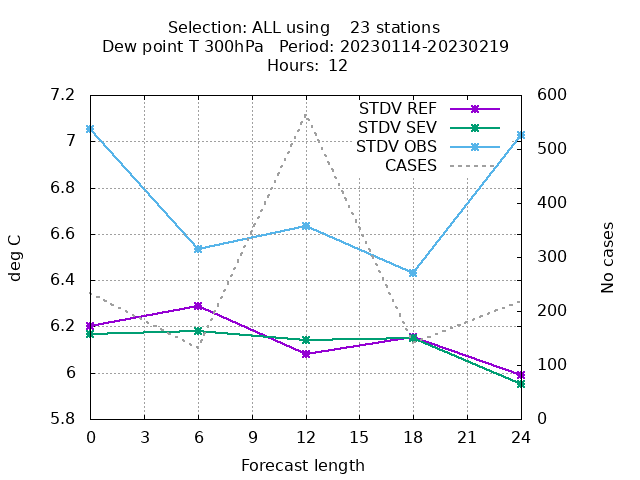 Selection: ALL using    23 stations
Dew point T 300hPa   Period: 20230114-20230219
Hours:  12
7.2
7
6.8
6.6
6.4
6.2
6
5.8
deg C
600
500
400
300
200
100
0
No cases
STDV REF
STDV SEV
STDV OBS
CASES
0 3 6 9 12 15 18 21 24
Forecast length